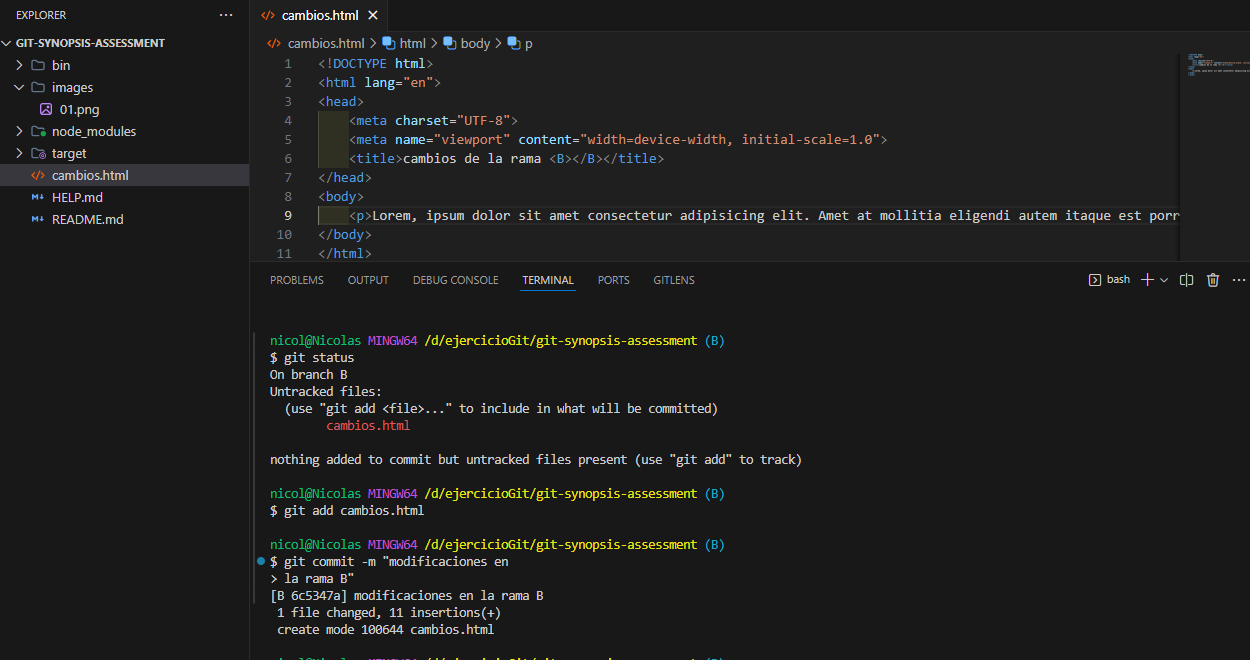 EXPLORER
GIT-SYNOPSIS-ASSESSMENT
bin
images
01.png
node_modules
target
cambios.html
HELP.md
README.md
cambios.html
cambios.html > html > body > p
1 <!DOCTYPE html>
2 <html lang="en">
3 <head>
4 <meta charset="UTF-8">
5 <meta name="viewport" content="width=device-width, initial-scale=1.0">
6 <title>cambios de la rama <B></B></title>
7 </head>
8 <body>
9 <p>Lorem, ipsum dolor sit amet consectetur adipisicing elit. Amet at mollitia eligendi autem itaque est porr
10 </body>
11 </html>
PROBLEMS OUTPUT DEBUG CONSOLE TERMINAL PORTS GITLENS
bash
nicol@Nicolas MINGW64 /d/ejercicioGit/git-synopsis-assessment (B)
$ git status
On branch B
Untracked files:
(use "git add <file>..." to include in what will be committed)
cambios.html
nothing added to commit but untracked files present (use "git add" to track)
nicol@Nicolas MINGW64 /d/ejercicioGit/git-synopsis-assessment (B)
$ git add cambios.html
nicol@Nicolas MINGW64 /d/ejercicioGit/git-synopsis-assessment (B)
$ git commit -m "modificaciones en
> la rama B"
[B 6c5347a] modificaciones en la rama B
1 file changed, 11 insertions(+)
create mode 100644 cambios.html